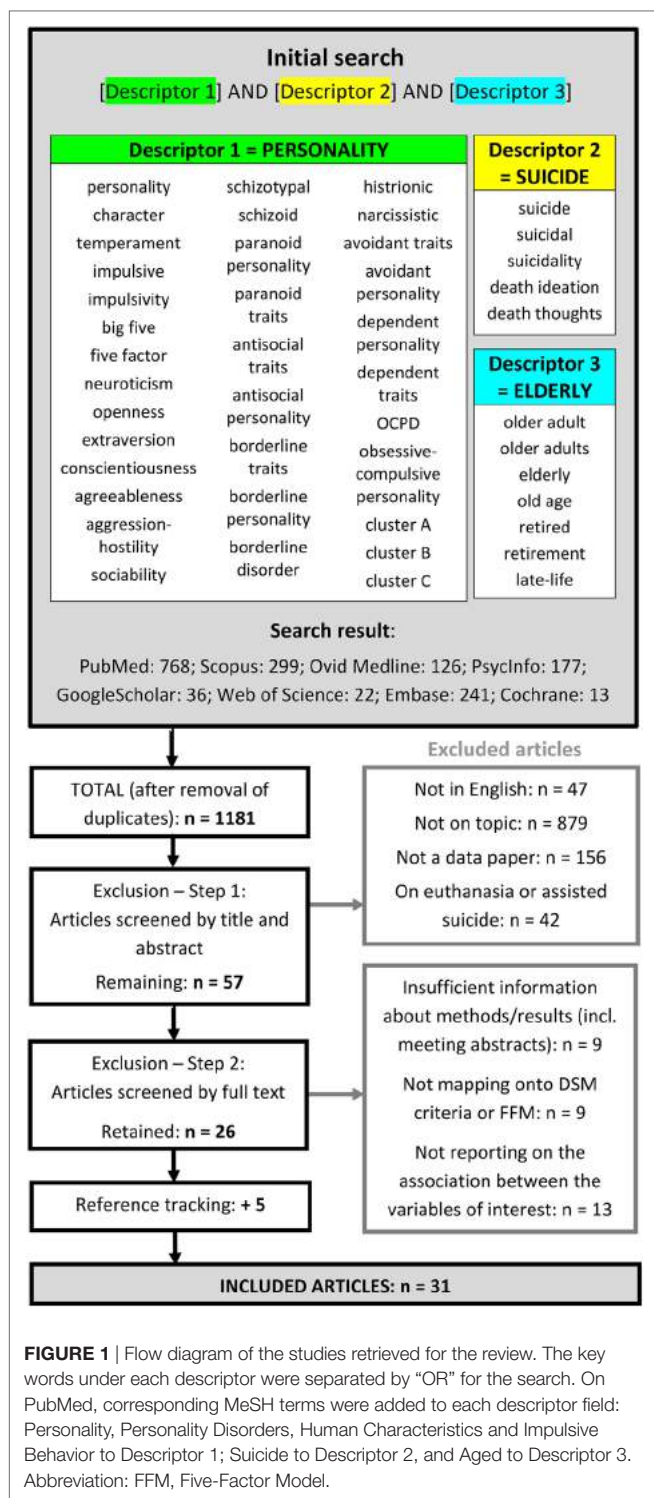 Initial search
[Descriptor 1] AND [Descriptor 2] AND [Descriptor 3]
Descriptor 1 = PERSONALITY
personality
character
temperament
impulsive
impulsivity
big five
five factor
neuroticism
openness
extraversion
conscientiousness
agreeableness
aggression-
hostility
sociability
schizotypal
schizoid
paranoid
personality
paranoid
traits
antisocial
traits
antisocial
personality
borderline
traits
borderline
personality
borderline
disorder
histrionic
narcissistic
avoidant traits
avoidant
personality
dependent
personality
dependent
traits
OCPD
obsessive-
compulsive
personality
cluster A
cluster B
cluster C
Descriptor 2
= SUICIDE
suicide
suicidal
suicidality
death ideation
death thoughts
Descriptor 3
= ELDERLY
older adult
older adults
elderly
old age
retired
retirement
late-life
Search result:
PubMed: 768; Scopus: 299; Ovid Medline: 126; PsycInfo: 177;
GoogleScholar: 36; Web of Science: 22; Embase: 241; Cochrane: 13
TOTAL (after removal of
duplicates): n = 1181
Exclusion – Step 1:
Articles screened by title and
abstract
Remaining: n = 57
Exclusion – Step 2:
Articles screened by full text
Retained: n = 26
Reference tracking: + 5
Excluded articles
Not in English: n = 47
Not on topic: n = 879
Not a data paper: n = 156
On euthanasia or assisted
suicide: n = 42
Insufficient information
about methods/results (incl.
meeting abstracts): n = 9
Not mapping onto DSM
criteria or FFM: n = 9
Not reporting on the
association between the
variables of interest: n = 13
INCLUDED ARTICLES: n = 31
FIGURE 1 | Flow diagram of the studies retrieved for the review. The key
words under each descriptor were separated by “OR” for the search. On
PubMed, corresponding MeSH terms were added to each descriptor field:
Personality, Personality Disorders, Human Characteristics and Impulsive
Behavior to Descriptor 1; Suicide to Descriptor 2, and Aged to Descriptor 3.
Abbreviation: FFM, Five-Factor Model.